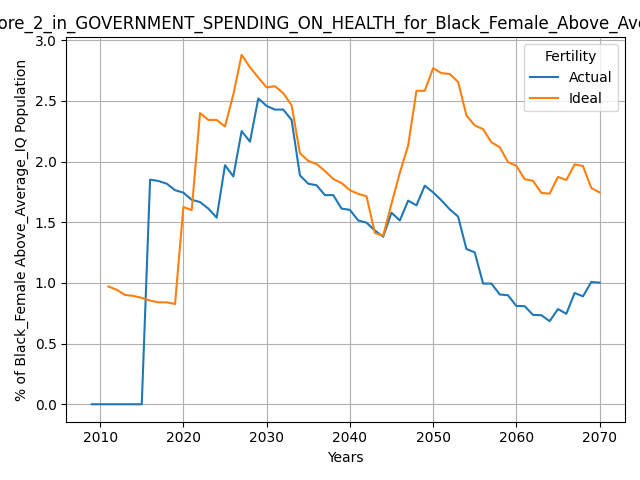 ore_2_in_GOVERNMENT_SPENDING_ON_HEALTH_for_Black_Female_Above_Ave
% of Black_Female Above_Average_IQ Population
3.0
2.5
2.0
1.5
1.0
0.5
0.0
Fertility
Actual
Ideal
2010 2020 2030 2040 2050 2060 2070
Years